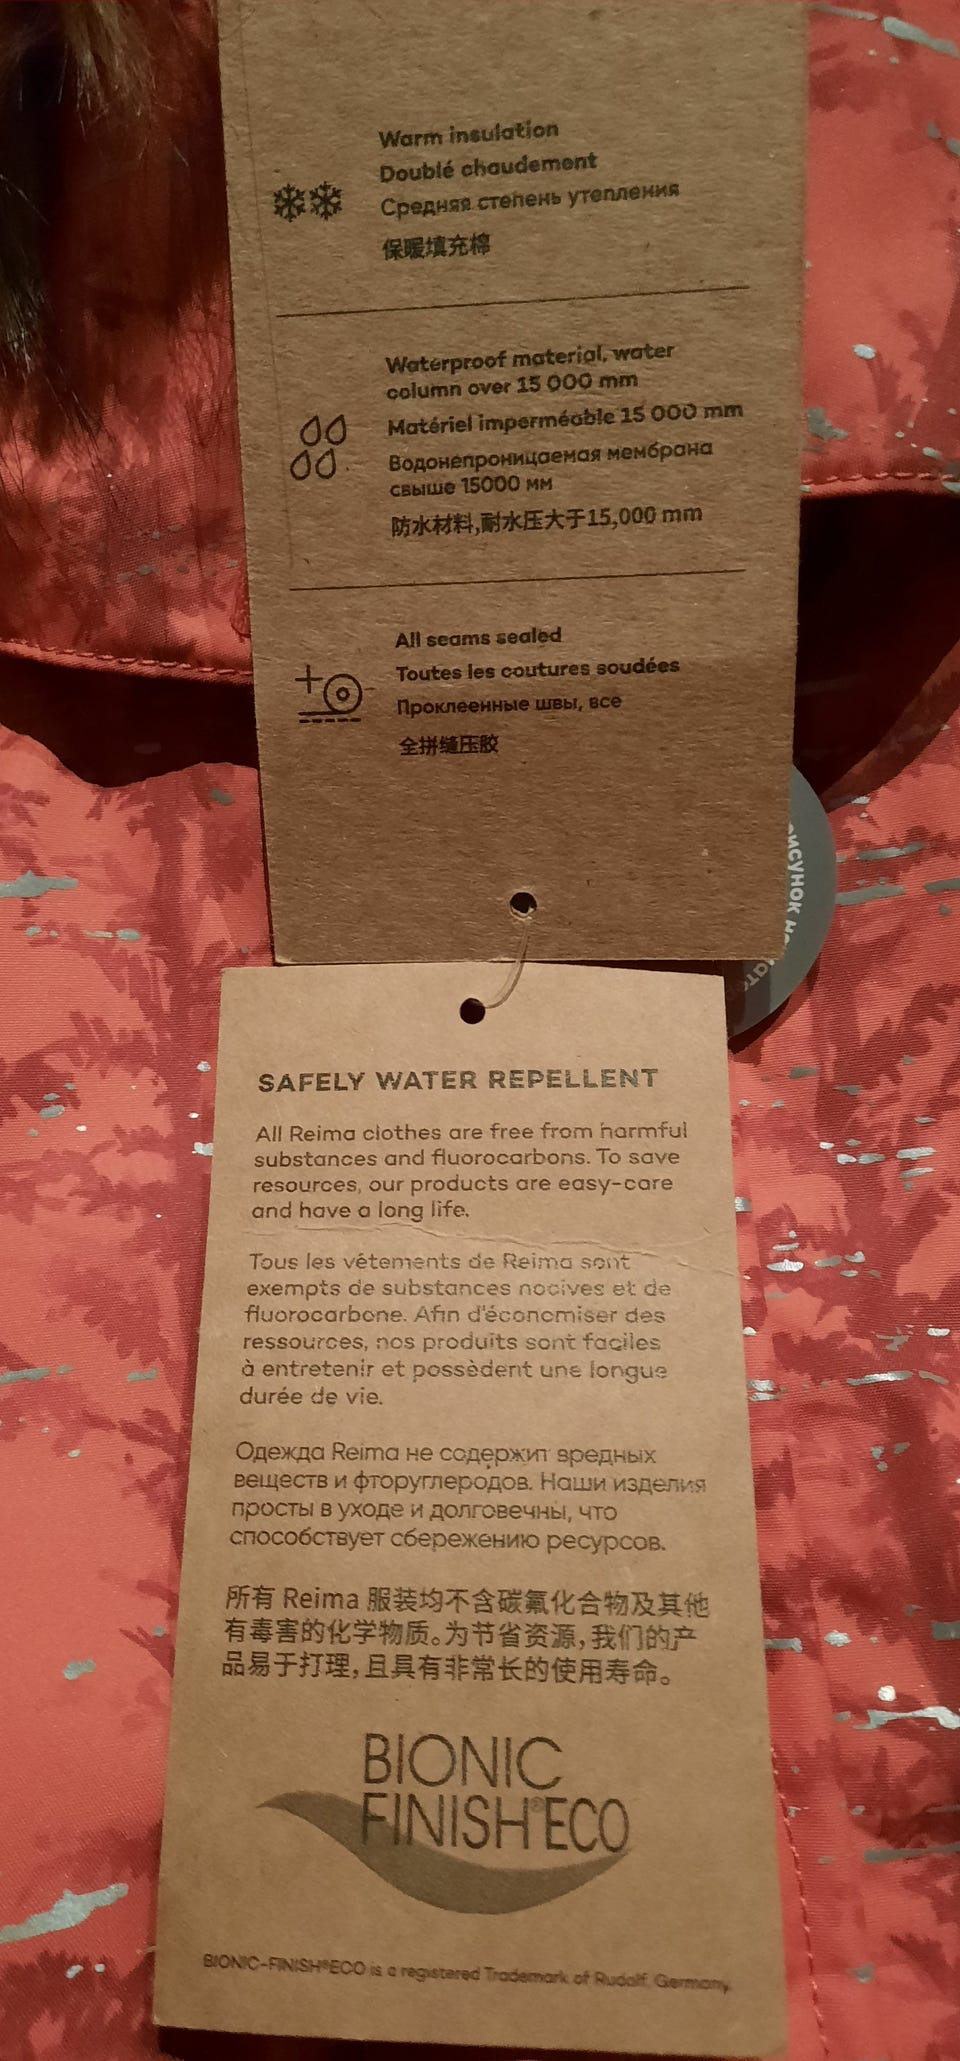 Warm insulation
Doublé chaudement
Средняя степень утепления
保暖填充棉
Waterproof material, water
column over 15 000 mm
Matériel imperméable 15 000 mm
Водонепроницаемая мембрана
свыше 15000 мм
防水材料,耐水压大于15,000 mm
All seams sealed
Toutes les coutures soudées
Проклеенные швы, все
全拼缝压胶
SAFELY WATER REPELLENT
All Reima clothes are free from harmful
substances and fluorocarbons. To save
resources, our products are easy-care
and have a long life.
Tous les vêtements de Reima sont
exempts de substances nocives et de
fluorocarbone. Afin d'économiser des
ressources, nos produits sont faciles
à entretenir et possèdent une longue
durée de vie.
Одежда Reima не содержит вредных
веществ и фторуглеродов. Наши изделия
просты в уходе и долговечны, что
способствует сбережению ресурсов.
所有 Reima 服装均不含碳氟化合物及其他
有毒害的化学物质。为节省资源,我们的产
品易于打理,且具有非常长的使用寿命。
BIONIC
FINISH®ECO
BIONIC-FINISH®ECO is a registered Trademark of Rudolf, Germany.